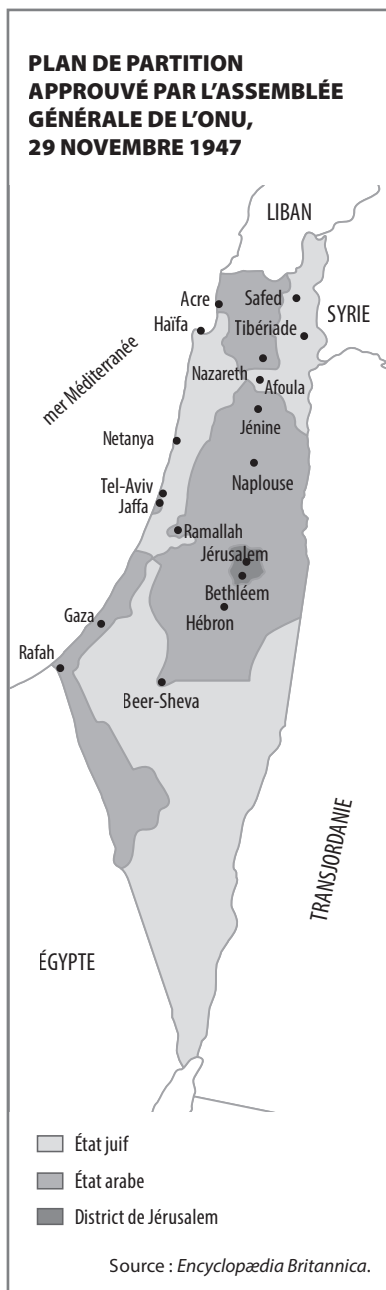 PLAN DE PARTITION
APPROUVÉ PAR L’ASSEMBLÉE
GÉNÉRALE DE L’ONU,
29 NOVEMBRE 1947
LIBAN
Acre
Safed
SYRIE
Haïfa
Tibériade
mer Méditerranée
Nazareth
Afoula
Jénine
Netanya
Naplouse
Tel-Aviv
Jaffa
Ramallah
Jérusalem
Bethléem
Gaza
Hébron
Rafah
Beer-Sheva
TRANSJORDANIE
ÉGYPTE
État juif
État arabe
District de Jérusalem
Source : Encyclopædia Britannica.